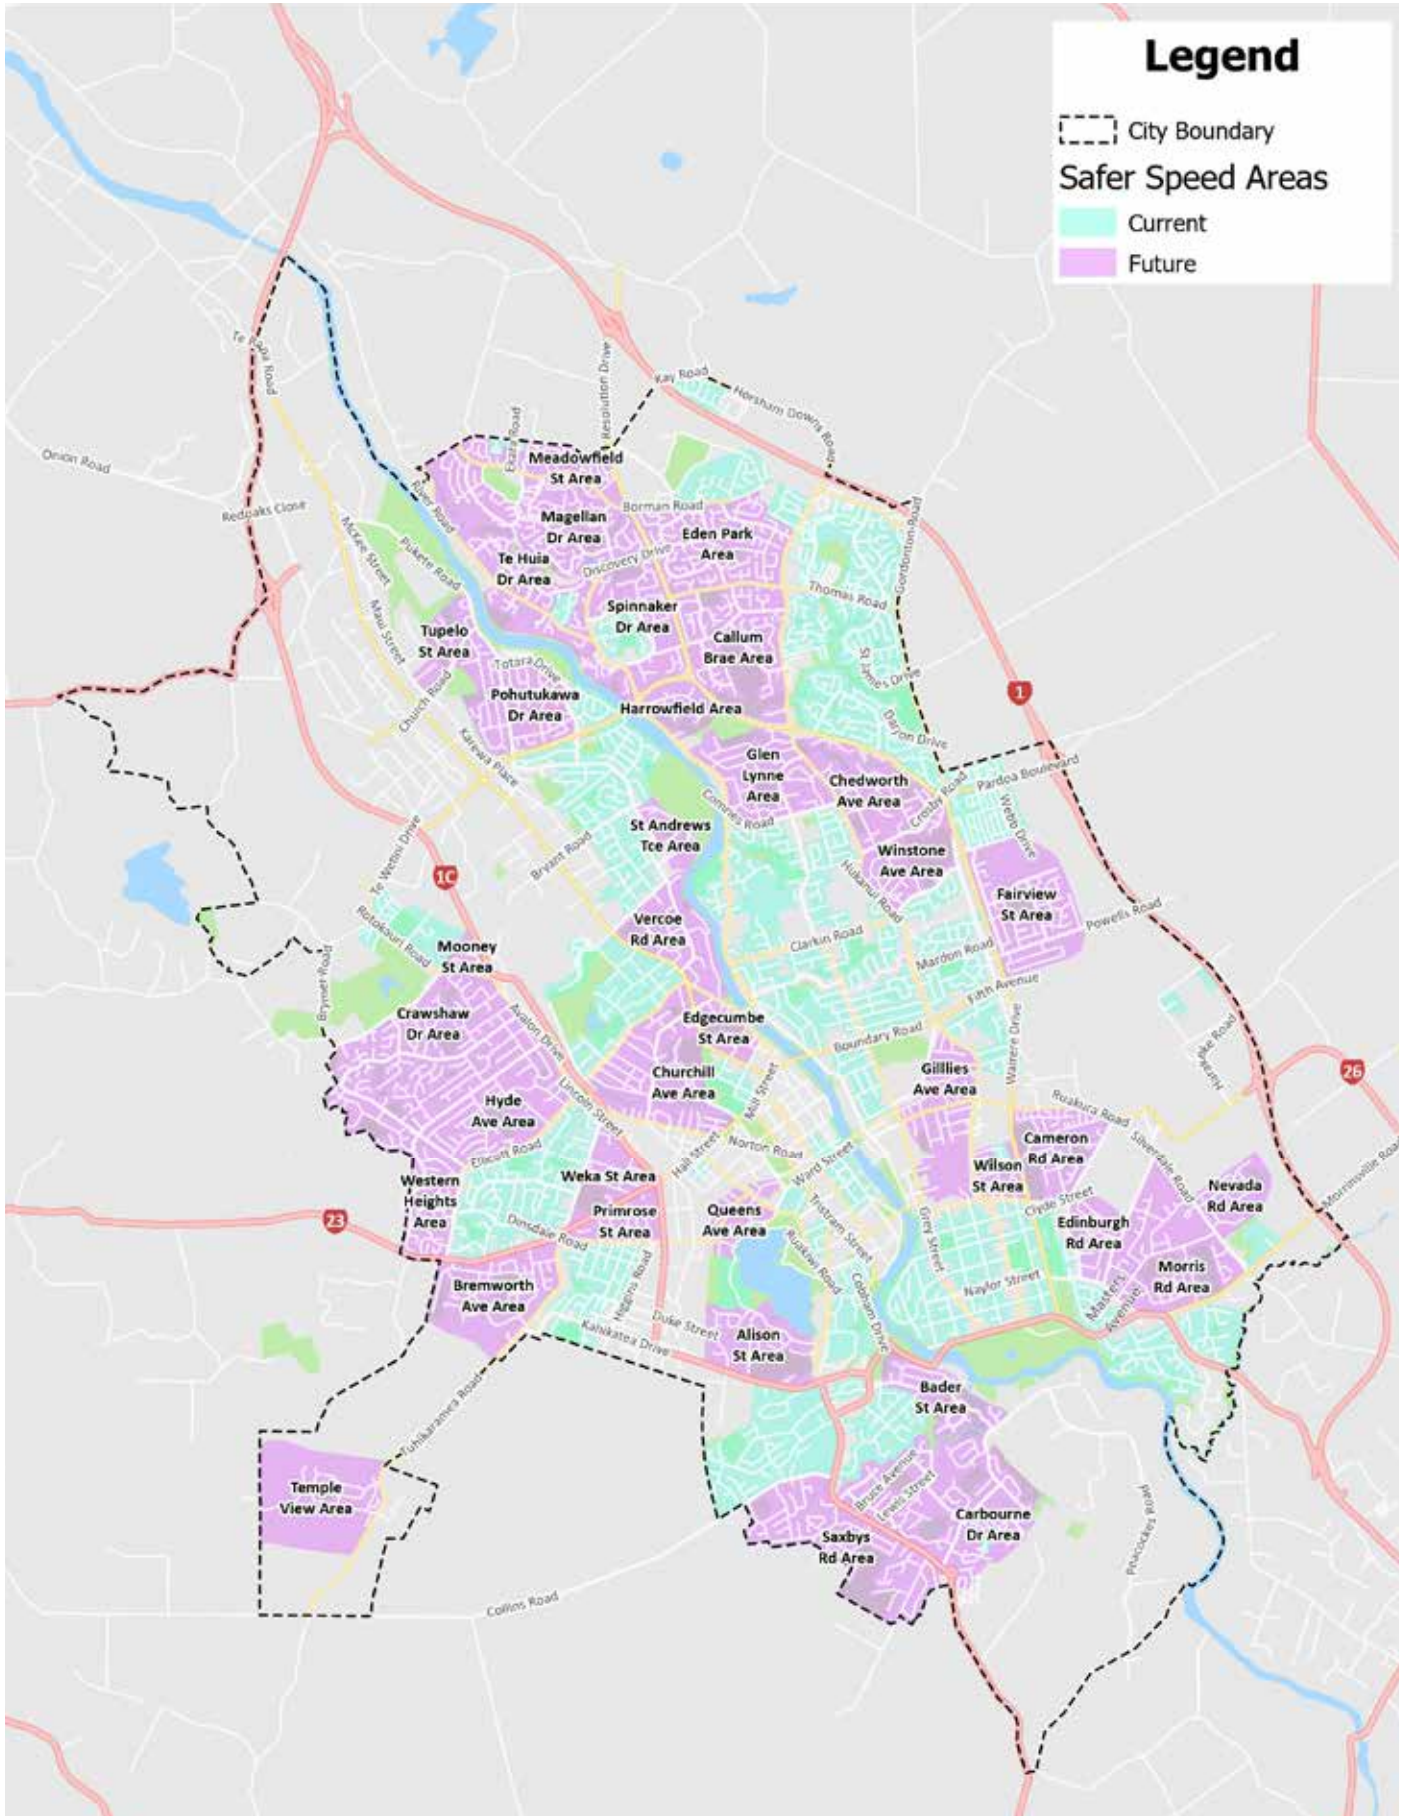 Legend
City Boundary
Safer Speed Areas
Current
Future
Te Rapa Road
Onion Road
Redoaks Close
McKee Street
Maui Street
Pukete Road
River Road
Exata Road
Resolution Drive
Kay Road
Horsham Downs Road
Meadowfield
St Area
Borman Road
Magellan
Dr Area
Eden Park
Area
Gordonton Road
Te Huia
Dr Area
Discovery Drive
Thomas Road
Spinnaker
Dr Area
Tupelo
St Area
Callum
Brae Area
Totara Drive
St James Drive
Church Road
Pohutukawa
Dr Area
Harrowfield Area
1
Daryon Drive
Karewa Place
Glen
Lynne
Area
Chedworth
Ave Area
Pardoa Boulevard
Crosby Road
Webb Drive
Comries Road
St Andrews
Tce Area
Te Wetini Drive
Bryant Road
1C
Winstone
Ave Area
Hukanui Road
Fairview
St Area
Powells Road
Rotokauri Road
Vercoe
Rd Area
Clarkin Road
Mardon Road
Mooney
St Area
Brymer Road
Fifth Avenue
Crawshaw
Dr Area
Avalon Drive
Edgecumbe
St Area
Boundary Road
Wairere Drive
Gilllies
Ave Area
Churchill
Ave Area
Mill Street
26
Lincoln Street
Hyde
Ave Area
Ruakura Road
Silverdale Road
Cameron
Rd Area
Ellicott Road
Hall Street
Norton Road
Ward Street
Wilson
St Area
Weka St Area
Western
Heights
Area
Clyde Street
Nevada
Rd Area
Morrinsville Road
23
Dinsdale Road
Primrose
St Area
Queens
Ave Area
Tristram Street
Grey Street
Edinburgh
Rd Area
Ruakiwi Road
Bremworth
Ave Area
Higgins Road
Cobham Drive
Naylor Street
Masters
Avenue
Morris
Rd Area
Duke Street
Kahikatea Drive
Alison
St Area
Bader
St Area
Tuhikaramea Road
Temple
View Area
Bruce Avenue
Lewis Street
Carbourne
Dr Area
Saxbys
Rd Area
Peacockes Road
Collins Road